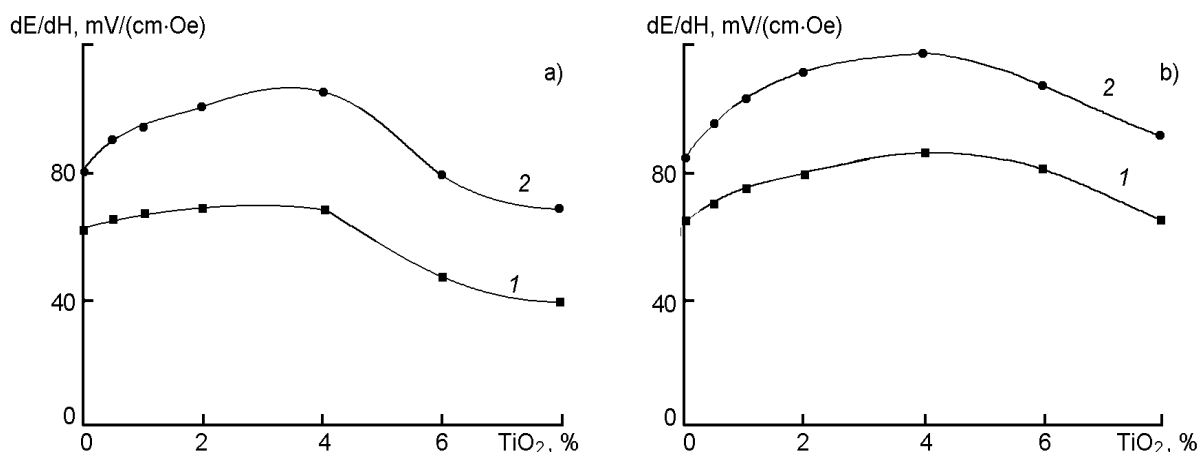 dE/dH, mV/(cm·Oe)
a)
2
80
1
40
0
0 2 4 6 TiO₂, %
dE/dH, mV/(cm·Oe)
b)
2
80
1
40
0
0 2 4 6 TiO₂, %